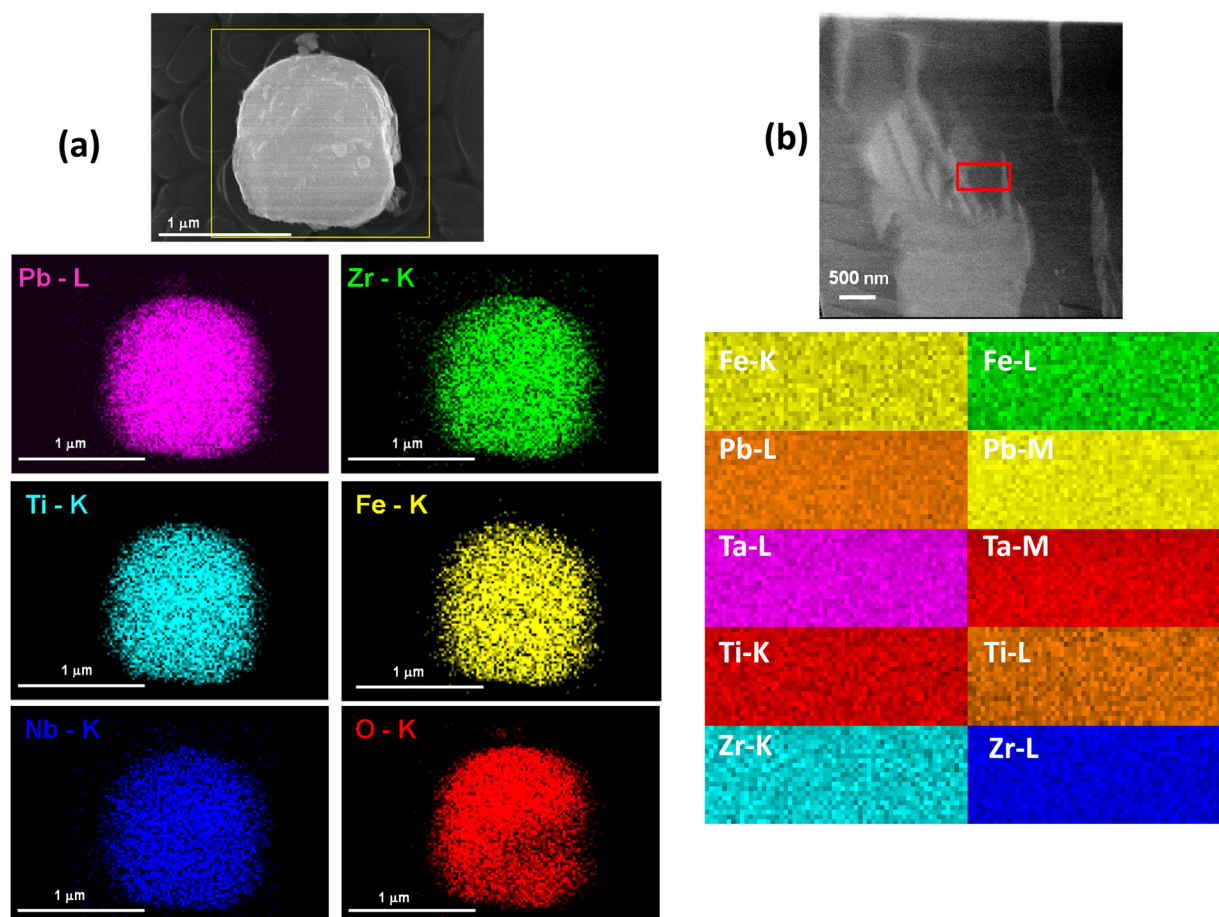 (a)
1 μm
Pb - L
1 μm
Zr - K
1 μm
Ti - K
1 μm
Fe - K
1 μm
Nb - K
1 μm
O - K
1 μm
(b)
500 nm
Fe-K
Fe-L
Pb-L
Pb-M
Ta-L
Ta-M
Ti-K
Ti-L
Zr-K
Zr-L